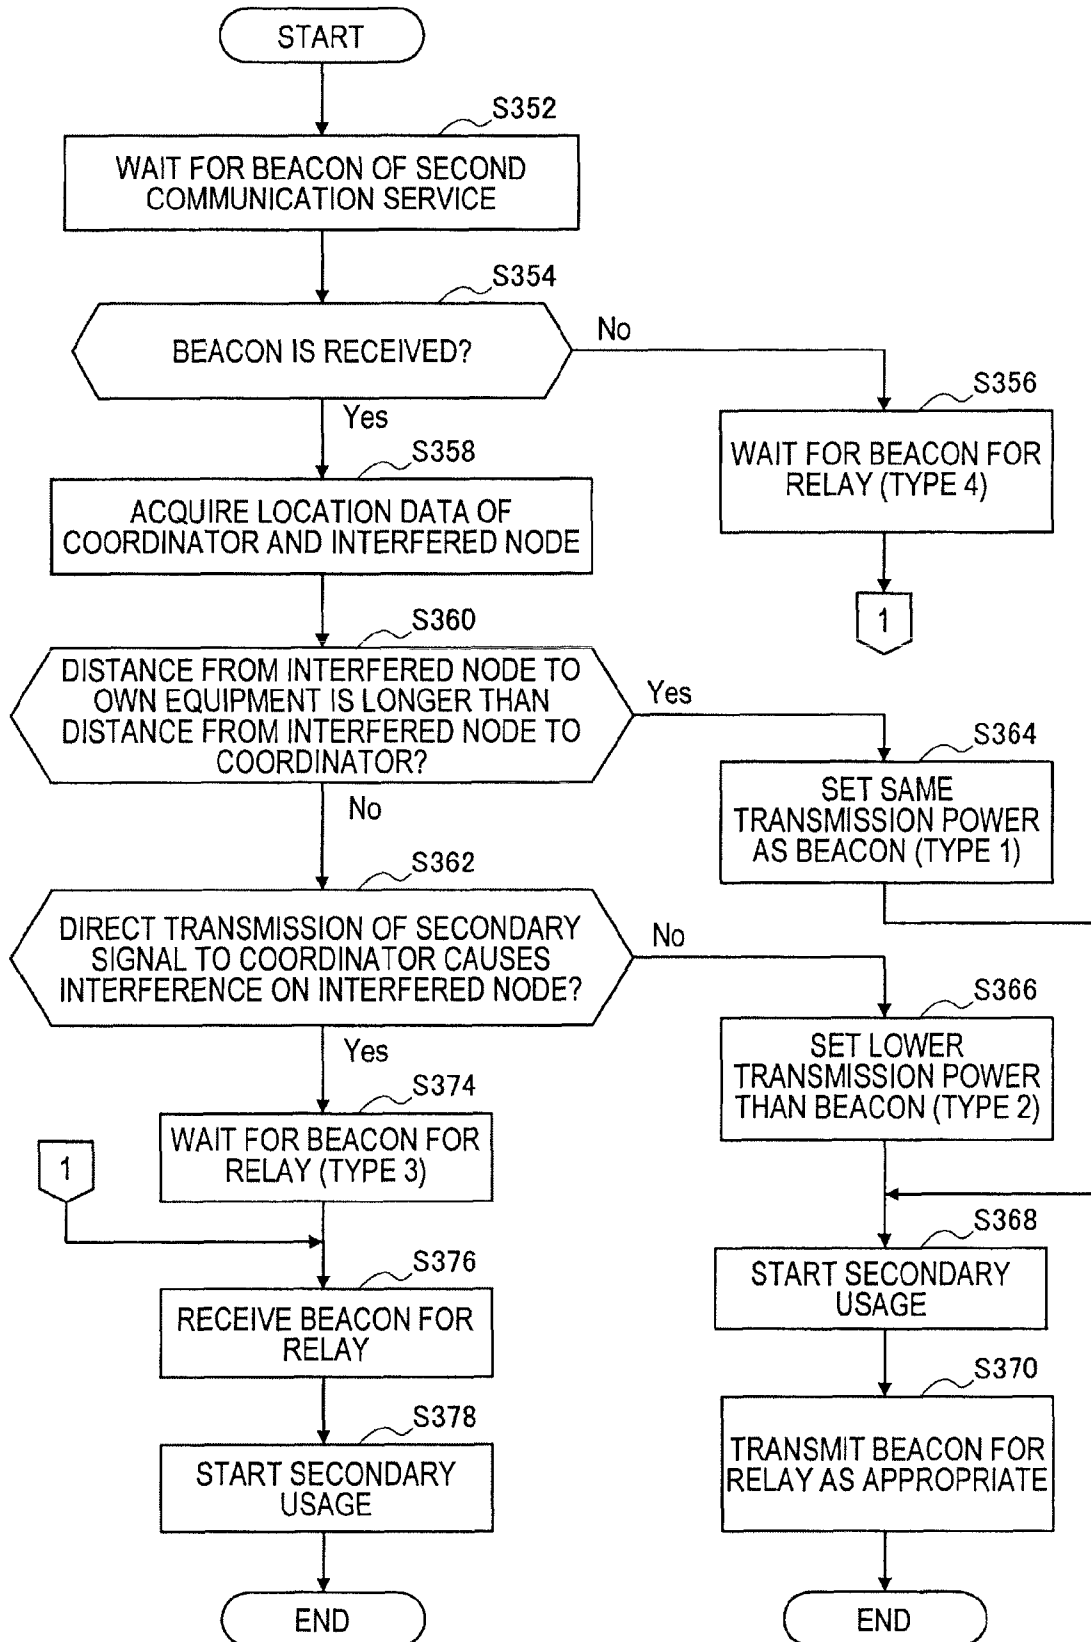 START
S352
WAIT FOR BEACON OF SECOND
COMMUNICATION SERVICE
S354
BEACON IS RECEIVED?
No
Yes
S356
WAIT FOR BEACON FOR
RELAY (TYPE 4)
1
S358
ACQUIRE LOCATION DATA OF
COORDINATOR AND INTERFERED NODE
S360
DISTANCE FROM INTERFERED NODE TO
OWN EQUIPMENT IS LONGER THAN
DISTANCE FROM INTERFERED NODE TO
COORDINATOR?
Yes
No
S364
SET SAME
TRANSMISSION POWER
AS BEACON (TYPE 1)
S362
DIRECT TRANSMISSION OF SECONDARY
SIGNAL TO COORDINATOR CAUSES
INTERFERENCE ON INTERFERED NODE?
No
Yes
S366
SET LOWER
TRANSMISSION POWER
THAN BEACON (TYPE 2)
S374
WAIT FOR BEACON FOR
RELAY (TYPE 3)
1
S368
START SECONDARY
USAGE
S376
RECEIVE BEACON FOR
RELAY
S370
TRANSMIT BEACON FOR
RELAY AS APPROPRIATE
S378
START SECONDARY
USAGE
END
END